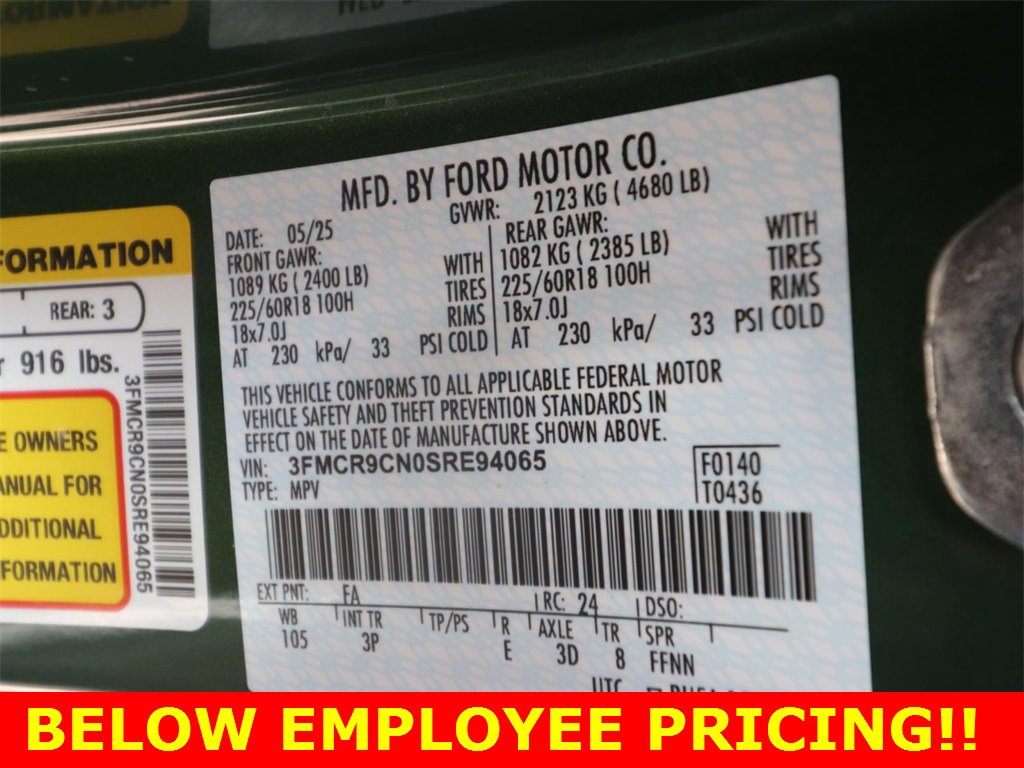 MFD. BY FORD MOTOR CO.
DATE: 05/25
GVWR: 2123 KG ( 4680 LB)
FRONT GAWR:
1089 KG ( 2400 LB) WITH
225/60R18 100H TIRES
18x7.0J RIMS
AT 230 kPa/ 33 PSI COLD
REAR GAWR: WITH
1082 KG ( 2385 LB) TIRES
225/60R18 100H RIMS
18x7.0J
AT 230 kPa/ 33 PSI COLD
THIS VEHICLE CONFORMS TO ALL APPLICABLE FEDERAL MOTOR
VEHICLE SAFETY AND THEFT PREVENTION STANDARDS IN
EFFECT ON THE DATE OF MANUFACTURE SHOWN ABOVE.
VIN: 3FMCR9CN0SRE94065
TYPE: MPV
F0140
T0436
EXT PNT: FA RC: 24 DSO:
WB INT TR TP/PS R AXLE TR SPR
105 3P E 3D 8 FFNN
UTC
FORMATION
REAR: 3
916 lbs.
3FMCR9CN0SRE94065
E OWNERS
ANUAL FOR
DDITIONAL
FORMATION
BELOW EMPLOYEE PRICING!!